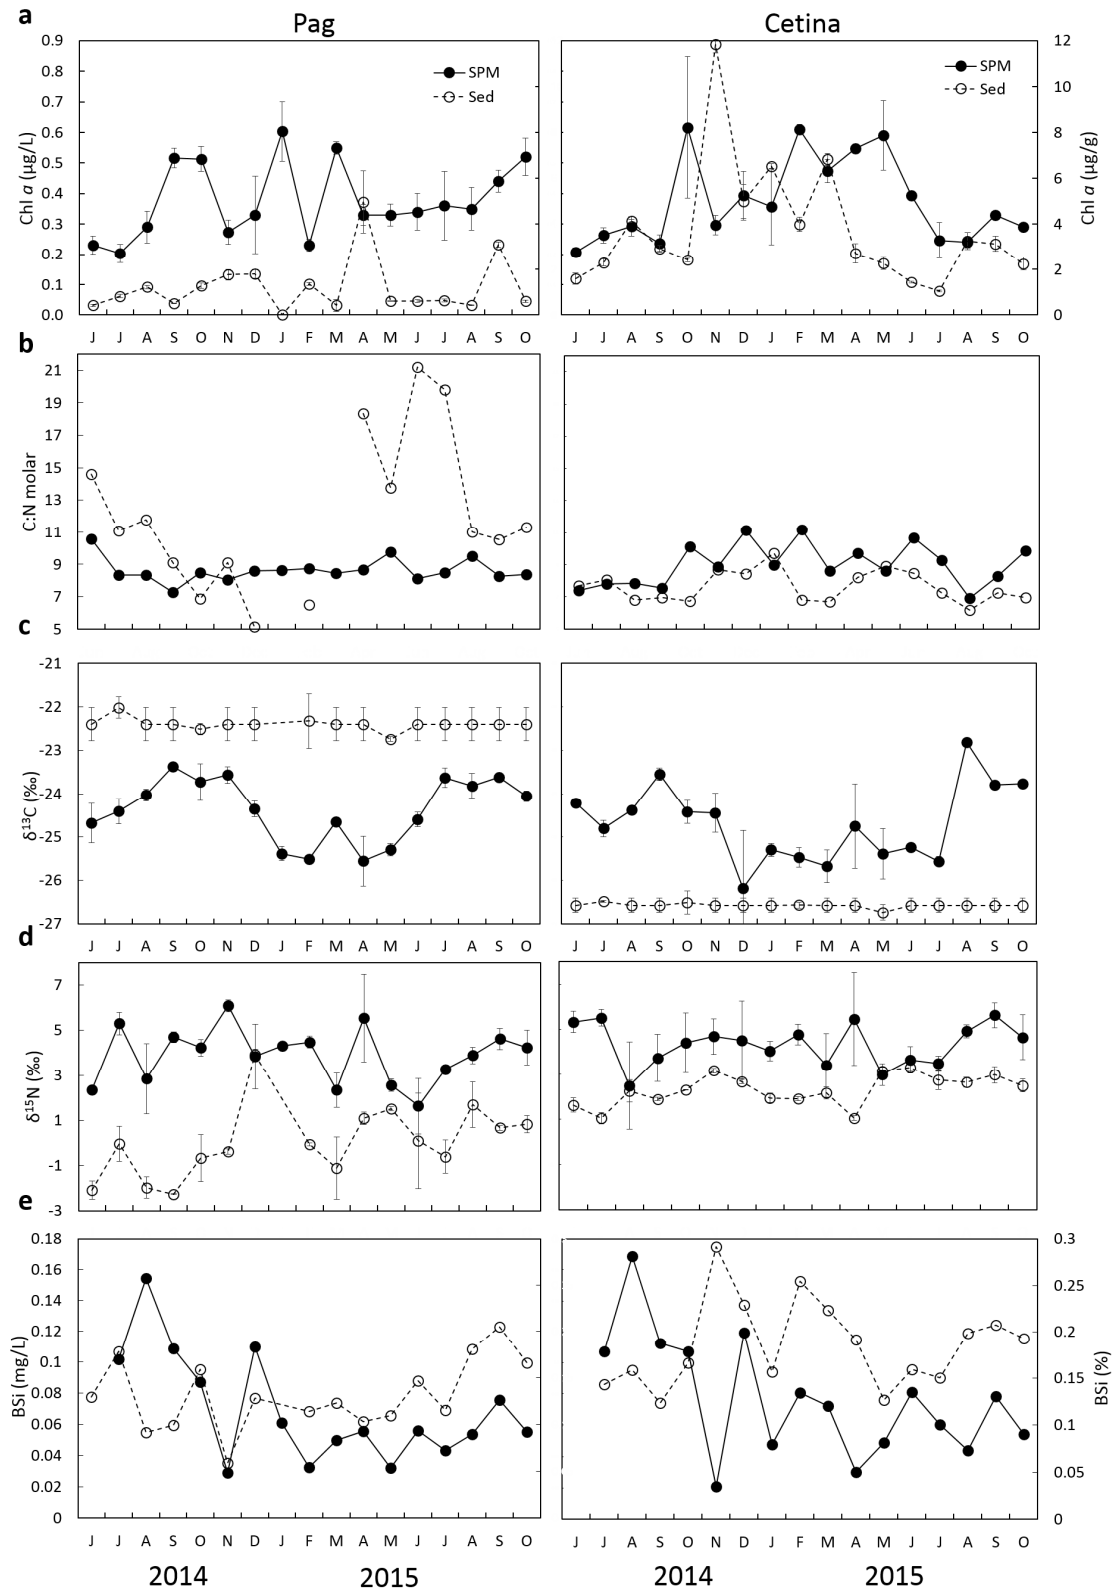 a
Pag
Cetina
0.9
0.8
0.7
0.6
0.5
0.4
0.3
0.2
0.1
0.0
Chl a (µg/L)
SPM
Sed
SPM
Sed
12
10
8
6
4
2
0
Chl a (µg/g)
J J A S O N D J F M A M J J A S O
J J A S O N D J F M A M J J A S O
b
21
19
17
15
13
11
9
7
5
C:N molar
c
-21
-22
-23
-24
-25
-26
-27
δ13C (‰)
J J A S O N D J F M A M J J A S O
J J A S O N D J F M A M J J A S O
d
7
5
3
1
-1
-3
δ15N (‰)
e
0.18
0.16
0.14
0.12
0.1
0.08
0.06
0.04
0.02
0
BSi (mg/L)
0.3
0.25
0.2
0.15
0.1
0.05
0
BSi (%)
J J A S O N D J F M A M J J A S O
J J A S O N D J F M A M J J A S O
2014 2015
2014 2015